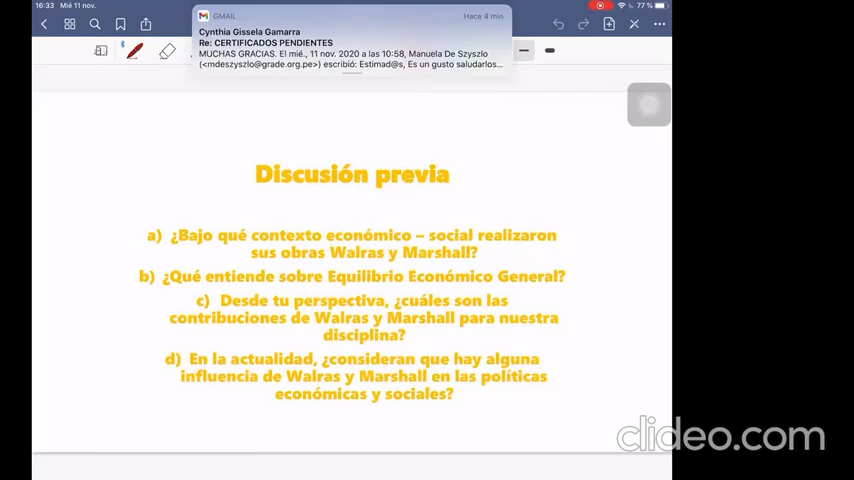 16:33 Mié 11 nov.
77 %
GMAIL
Hace 4 min
Cynthia Gissela Gamarra
Re: CERTIFICADOS PENDIENTES
MUCHAS GRACIAS. El mié., 11 nov. 2020 a las 10:58, Manuela De Szyszlo
(<mdeszyszlo@grade.org.pe>) escribió: Estimad@s, Es un gusto saludarlos...
Discusión previa
a) ¿Bajo qué contexto económico – social realizaron
sus obras Walras y Marshall?
b) ¿Qué entiende sobre Equilibrio Económico General?
c) Desde tu perspectiva, ¿cuáles son las
contribuciones de Walras y Marshall para nuestra
disciplina?
d) En la actualidad, ¿consideran que hay alguna
influencia de Walras y Marshall en las políticas
económicas y sociales?
clideo.com